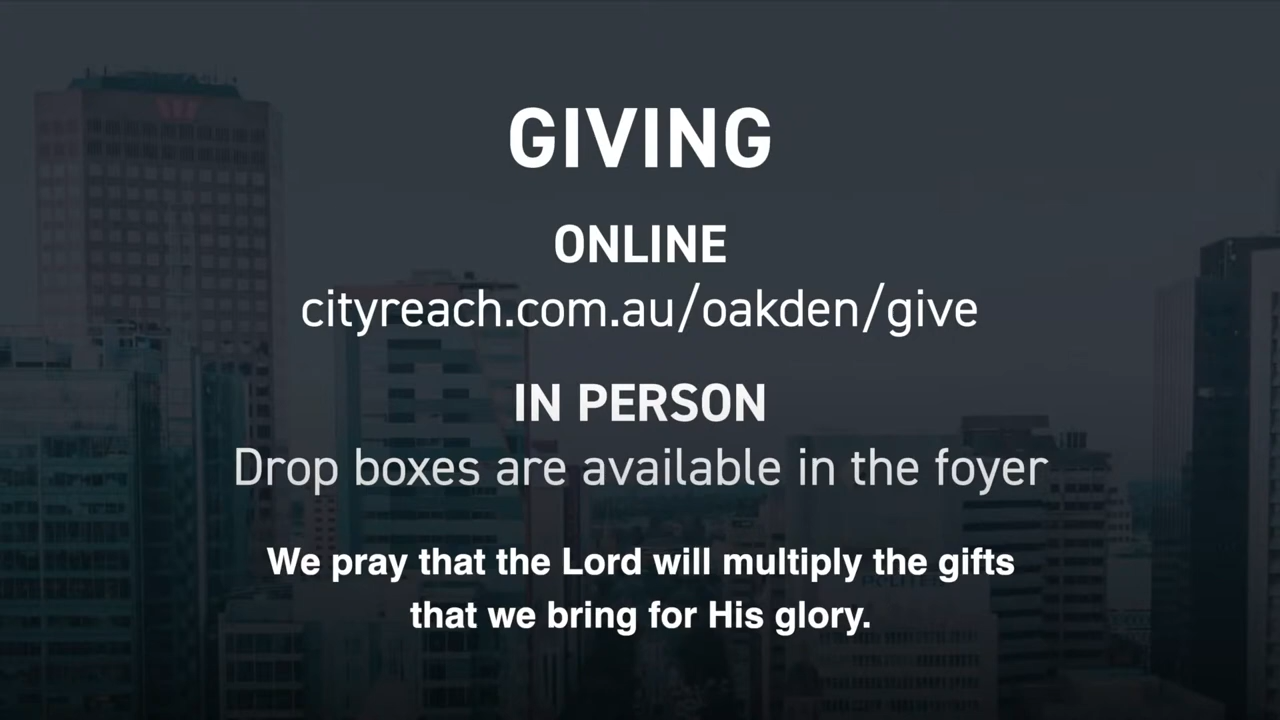 GIVING
ONLINE
cityreach.com.au/oakden/give
IN PERSON
Drop boxes are available in the foyer
We pray that the Lord will multiply the gifts
that we bring for His glory.